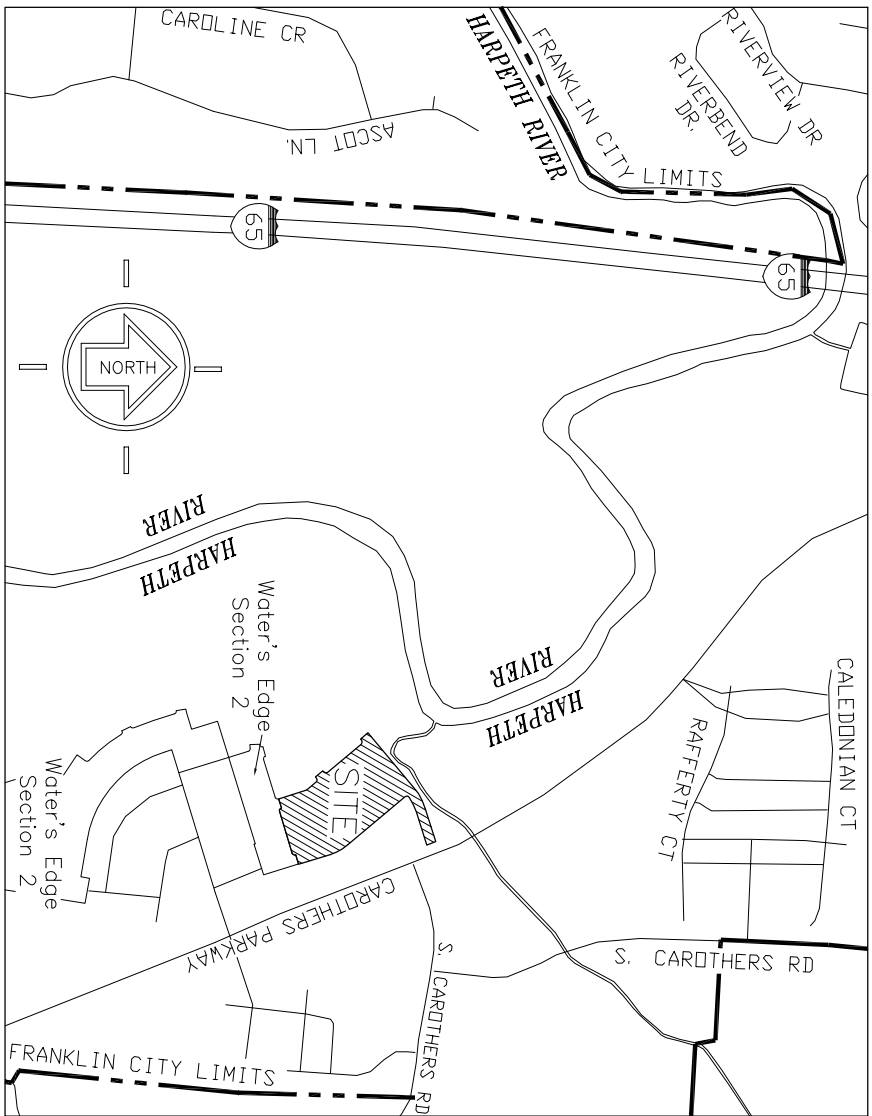 CAROLINE CR
ASCOT LN.
HARPETH RIVER
FRANKLIN CITY LIMITS
RIVERVIEW DR
RIVERBEND
DR.
65
65
NORTH
RIVER
HARPETH
RIVER
HARPETH
Water's Edge
Section 2
SITE
Water's Edge
Section 2
CALEDONIAN CT
RAFFERTY CT
CAROTHERS PARKWAY
S. CAROTHERS RD
S. CAROTHERS RD
FRANKLIN CITY LIMITS